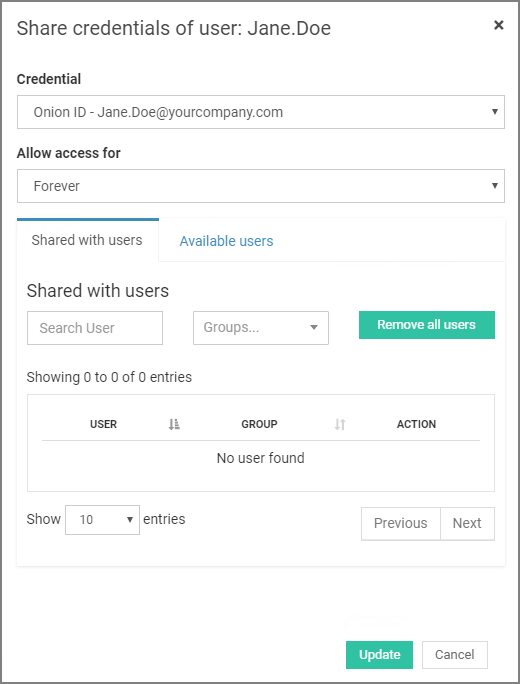 Share credentials of user: Jane.Doe ×
Credential
Onion ID - Jane.Doe@yourcompany.com
Allow access for
Forever
Shared with users Available users
Shared with users
Search User Groups... Remove all users
Showing 0 to 0 of 0 entries
USER GROUP ACTION
No user found
Show 10 entries Previous Next
Update Cancel